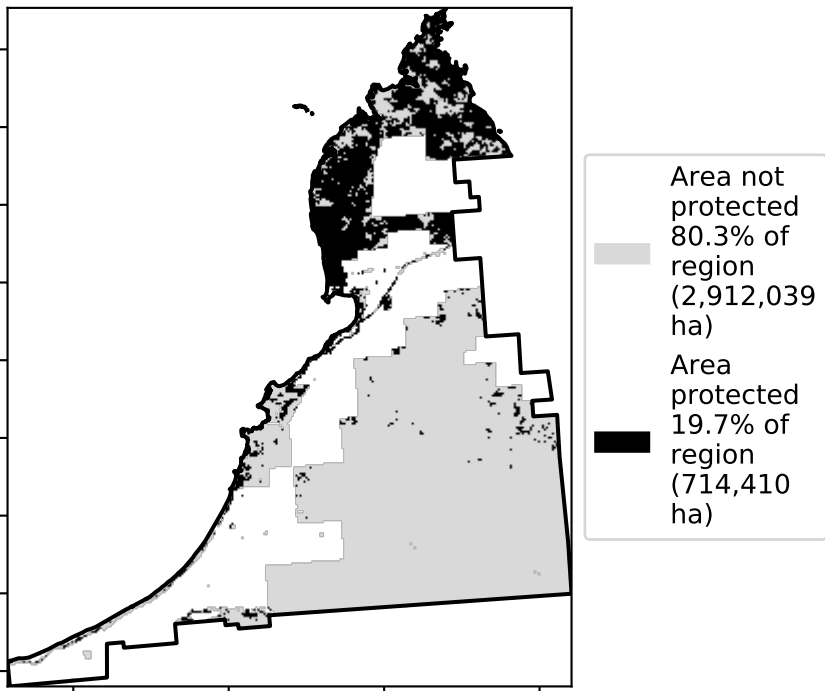 Area not
protected
80.3% of
region
(2,912,039
ha)
Area
protected
19.7% of
region
(714,410
ha)